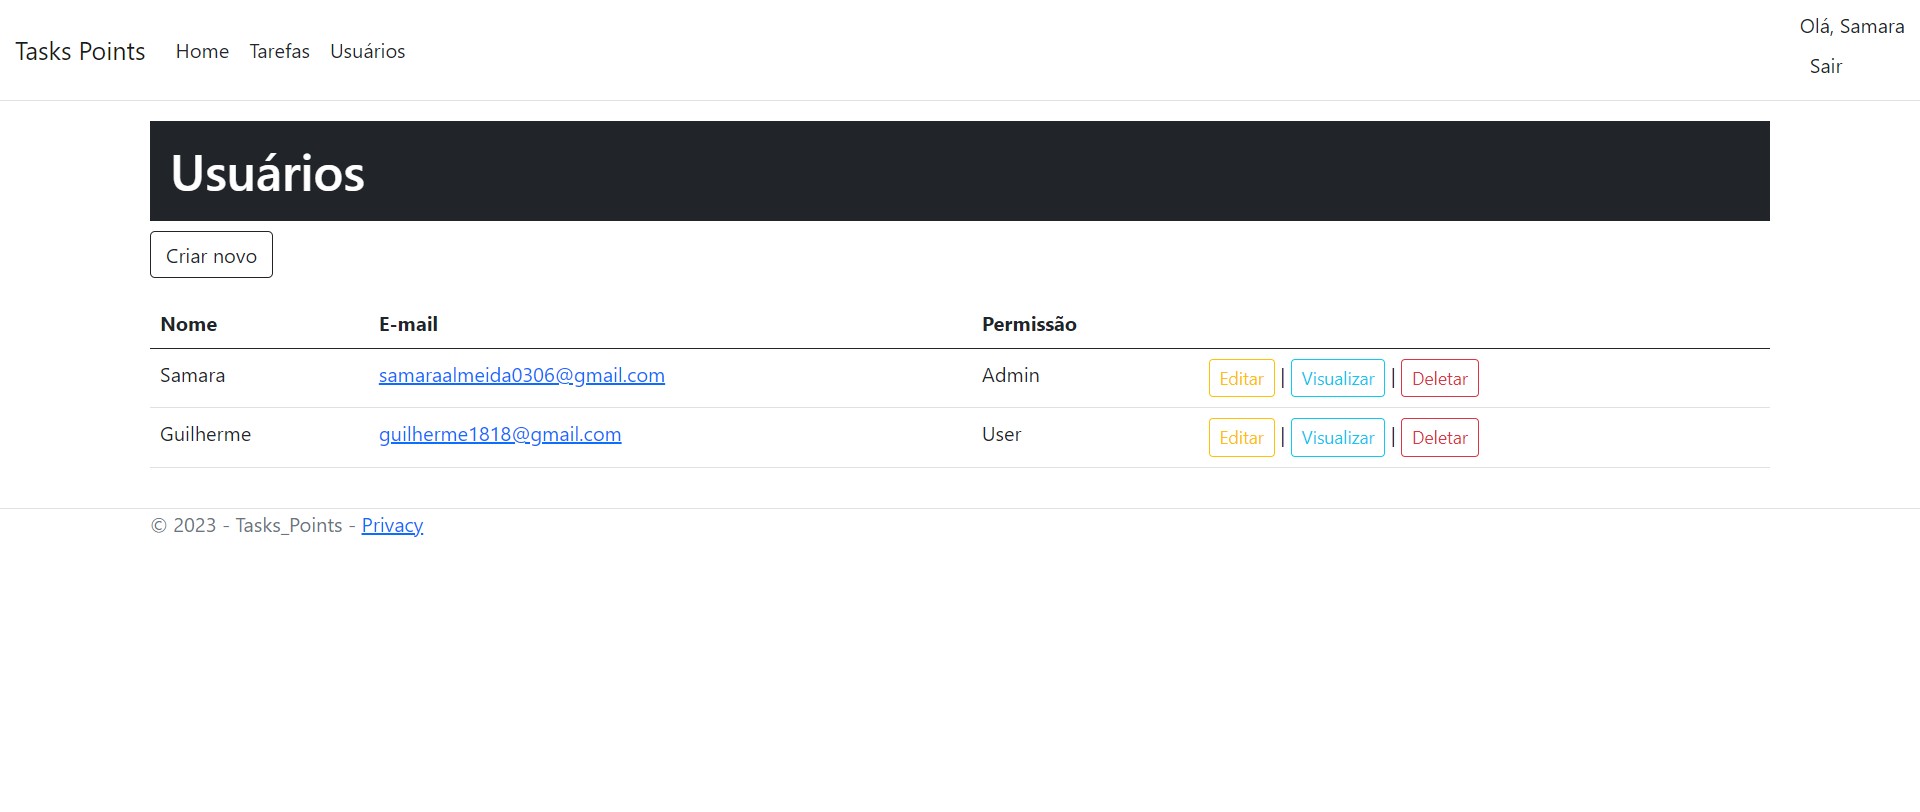 Tasks Points Home Tarefas Usuários
Olá, Samara
Sair
Usuários
Criar novo
Nome E-mail Permissão
Samara samaraalmeida0306@gmail.com Admin Editar | Visualizar | Deletar
Guilherme guilherme1818@gmail.com User Editar | Visualizar | Deletar
© 2023 - Tasks_Points - Privacy